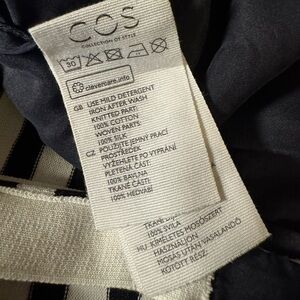 COS
COLLECTION OF STYLE
30
clevercare.info
GB USE MILD DETERGENT
IRON AFTER WASH
KNITTED PART:
100% COTTON
WOVEN PARTS:
100% SILK
CZ POUŽIJTE JEMNÝ PRACÍ
PROSTŘEDEK
VYŽEHLETE PO VYPRÁNÍ
PLETENÁ ČÁST:
100% BAVLNA
TKANÉ ČÁSTI:
100% HEDVÁBÍ
100% SVILA
HU KÍMÉLETES MOSÓSZERT
HASZNÁLJON
MOSÁS UTÁN VASALANDÓ
KÖTÖTT RÉSZ: